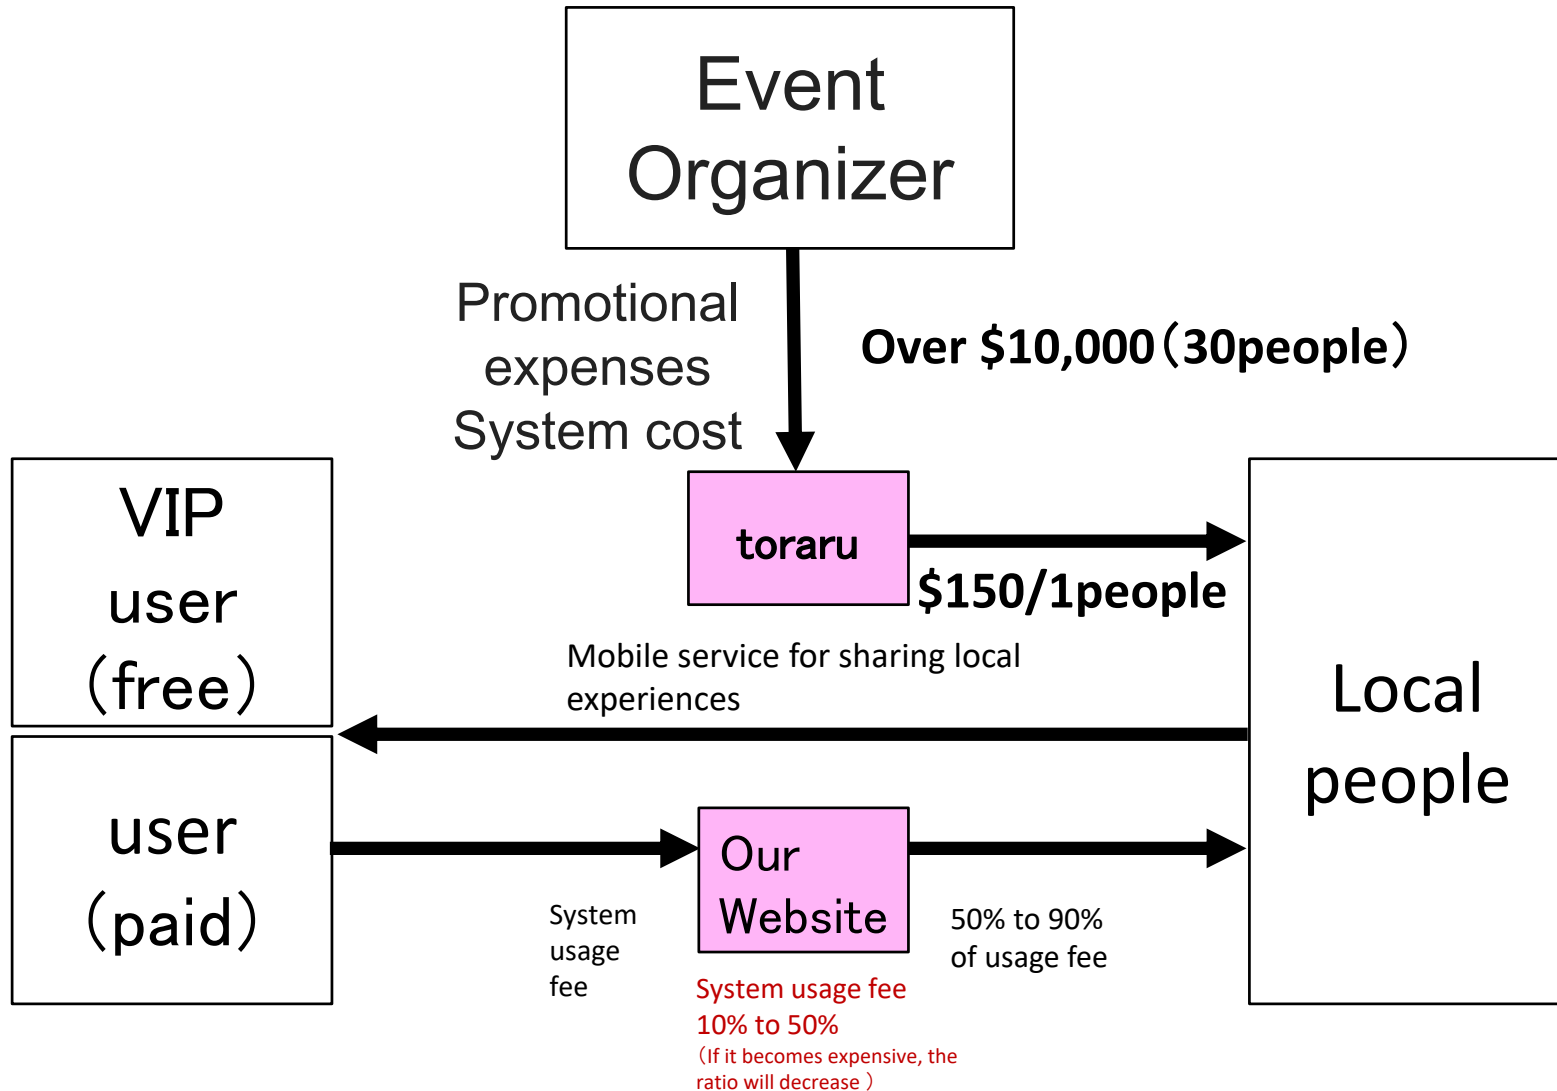 Event
Organizer
Promotional
expenses
System cost
Over $10,000（30people）
VIP
user
（free）
toraru
$150/1people
Mobile service for sharing local
experiences
Local
people
user
（paid）
System
usage
fee
Our
Website
50% to 90%
of usage fee
System usage fee
10% to 50%
（If it becomes expensive, the
ratio will decrease ）